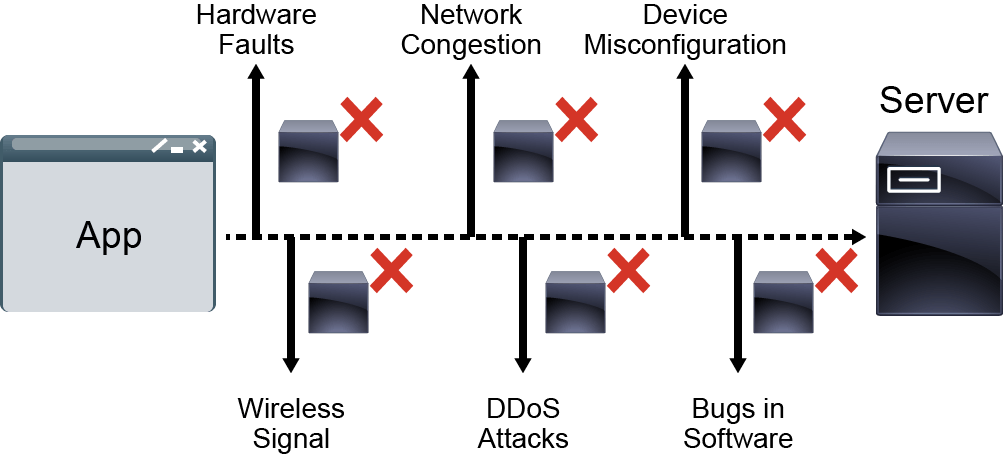 Hardware
Faults
Network
Congestion
Device
Misconfiguration
Server
App
Wireless
Signal
DDoS
Attacks
Bugs in
Software